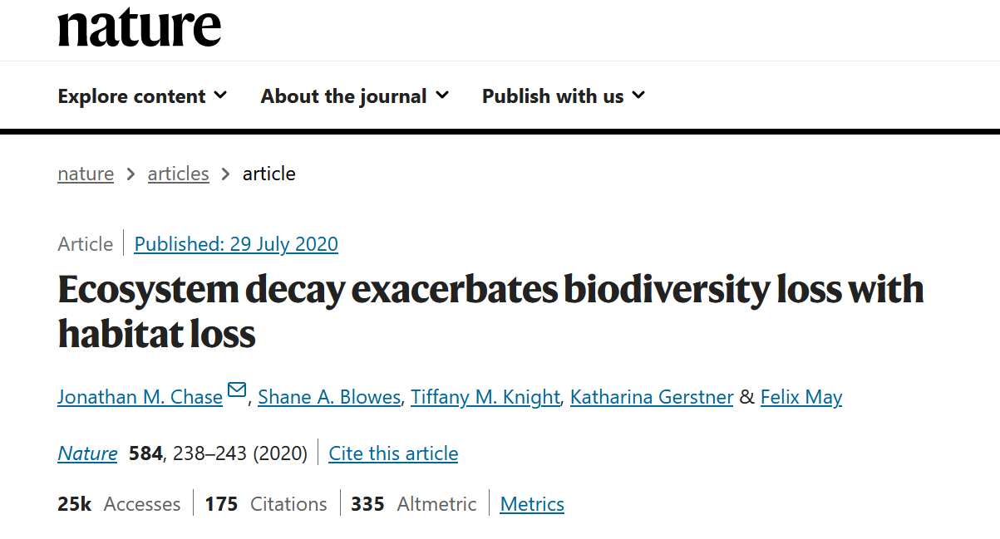 nature
Explore content About the journal Publish with us
nature > articles > article
Article | Published: 29 July 2020
Ecosystem decay exacerbates biodiversity loss with
habitat loss
Jonathan M. Chase, Shane A. Blowes, Tiffany M. Knight, Katharina Gerstner & Felix May
Nature 584, 238–243 (2020) | Cite this article
25k Accesses | 175 Citations | 335 Altmetric | Metrics